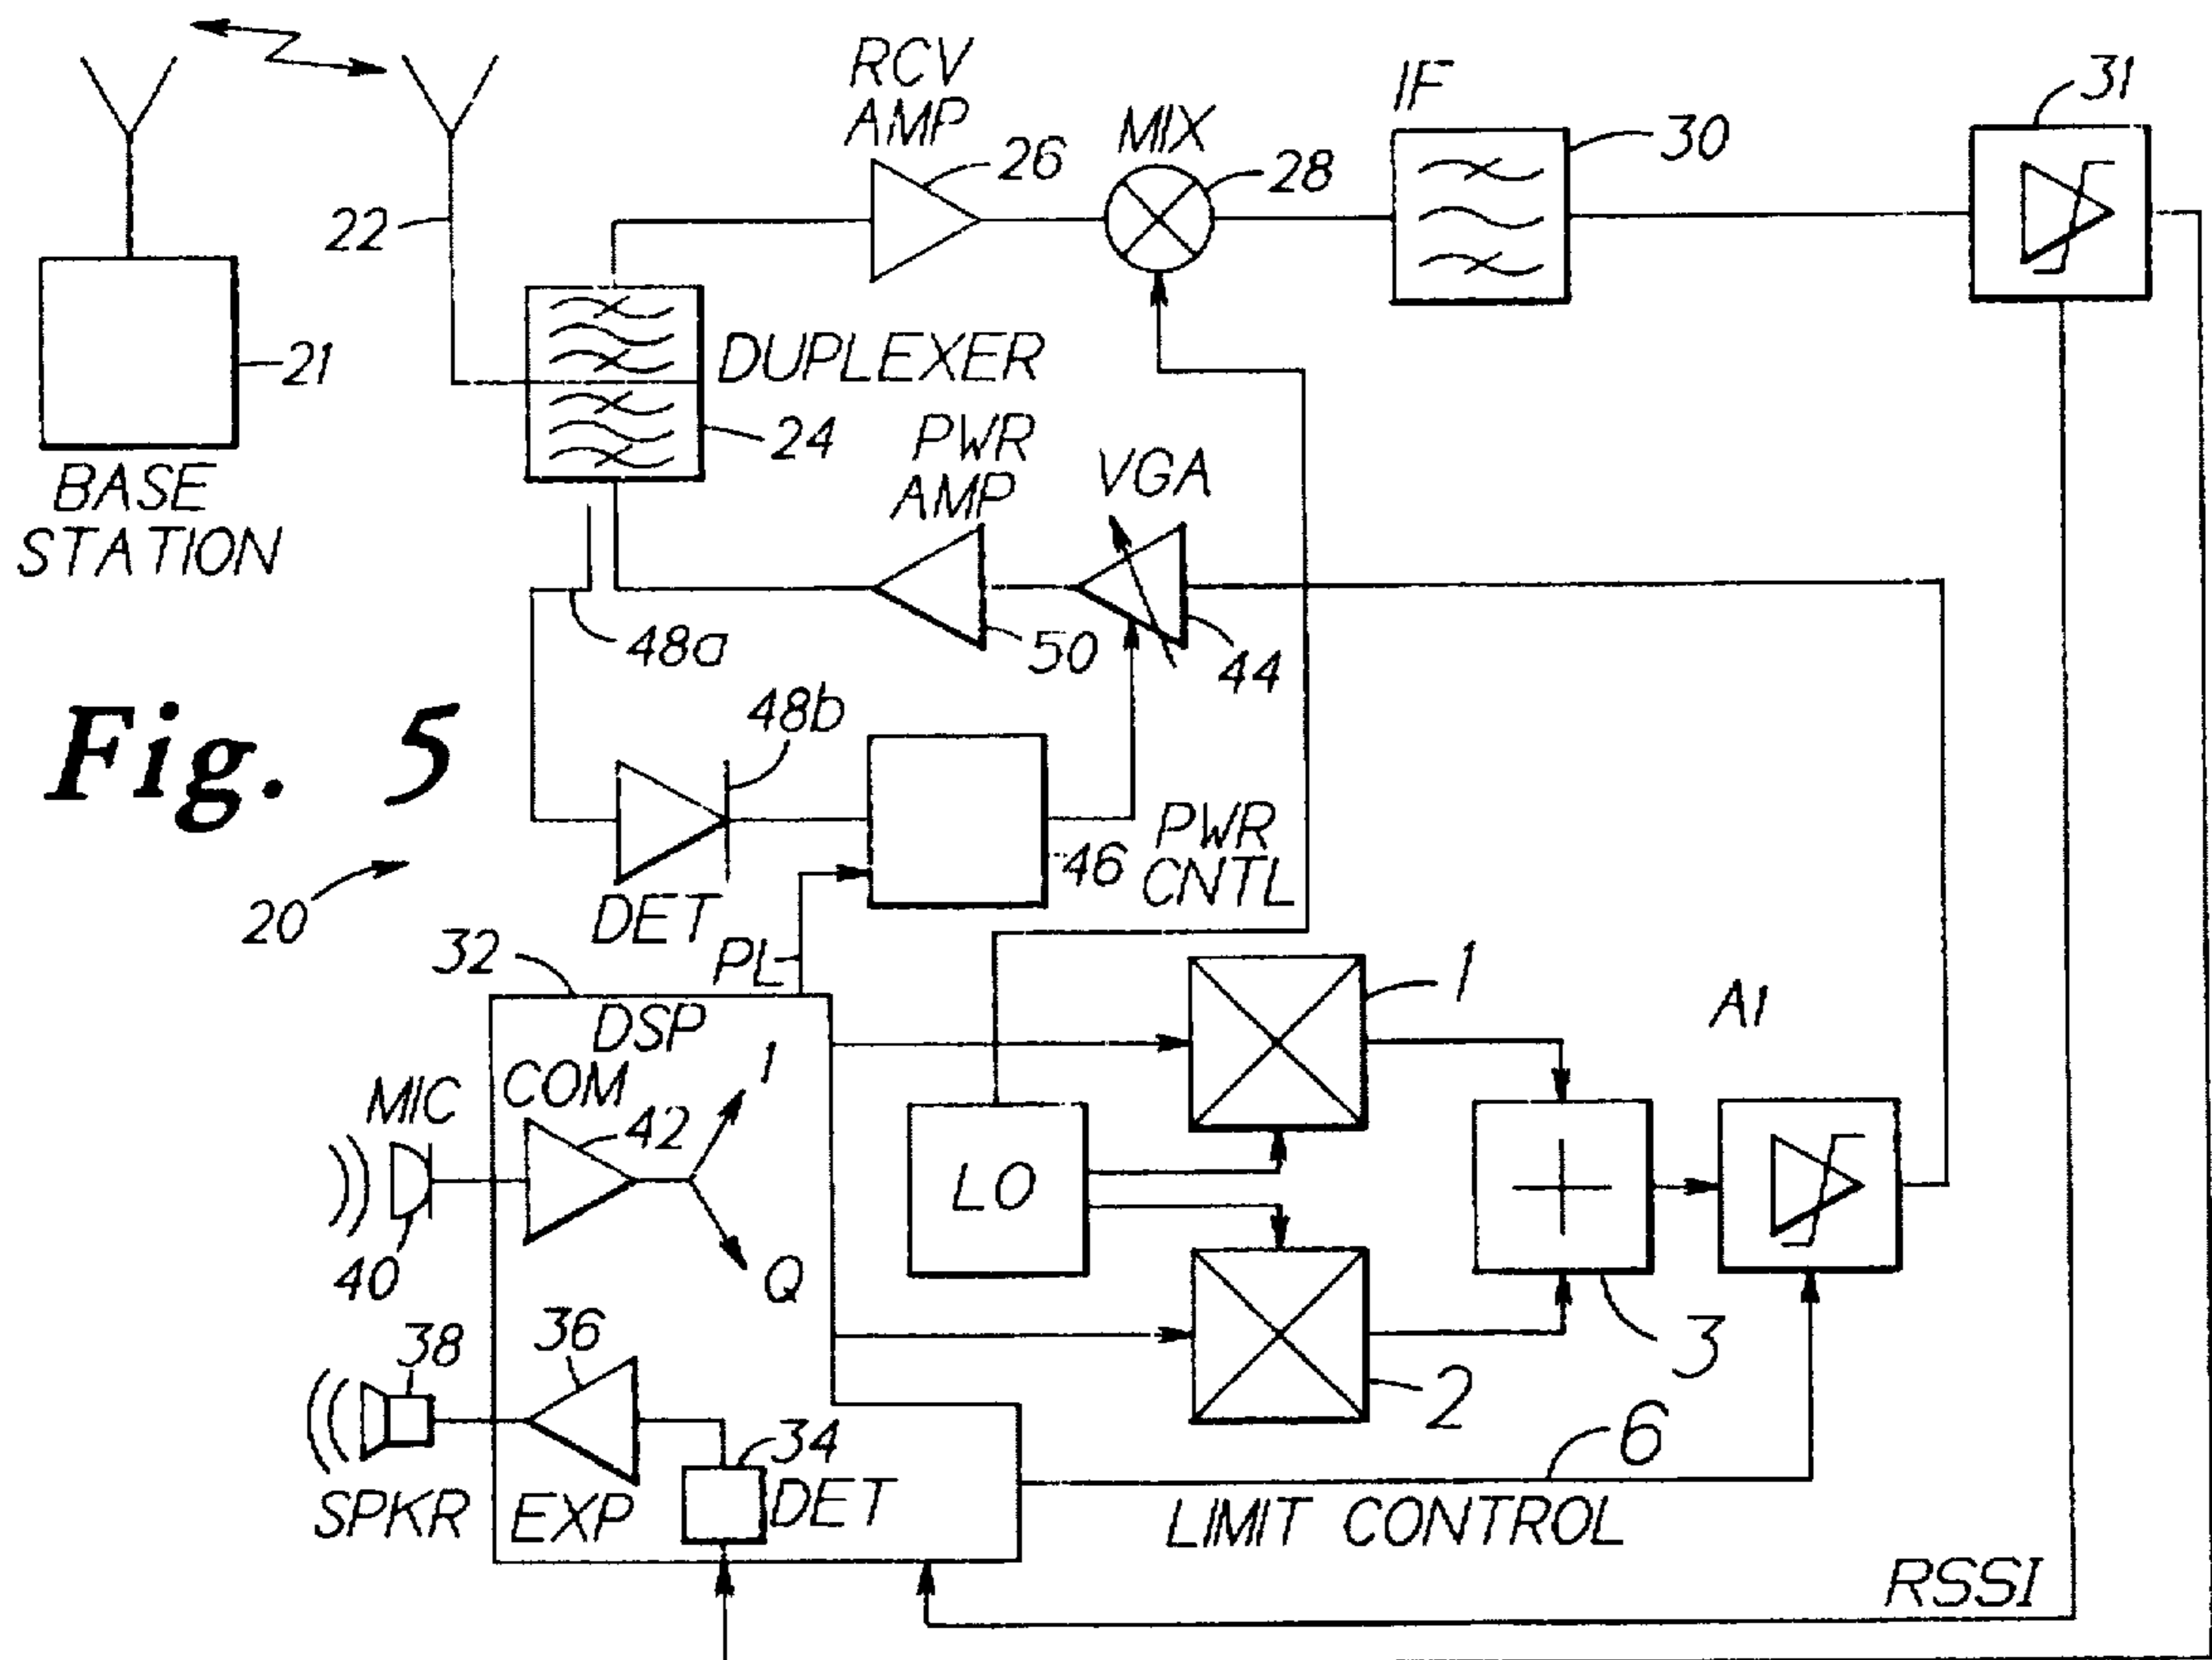 RCV
AMP
26
MIX
28
IF
30
31
22
21
BASE
STATION
DUPLEXER
24
PWR
AMP
VGA
50
44
48a
48b
Fig. 5
20
DET
46
PWR
CNTL
32
PL
DSP
COM
42
I
Q
MIC
40
LO
1
2
3
A1
36
38
SPKR
EXP
34
DET
6
LIMIT CONTROL
RSSI